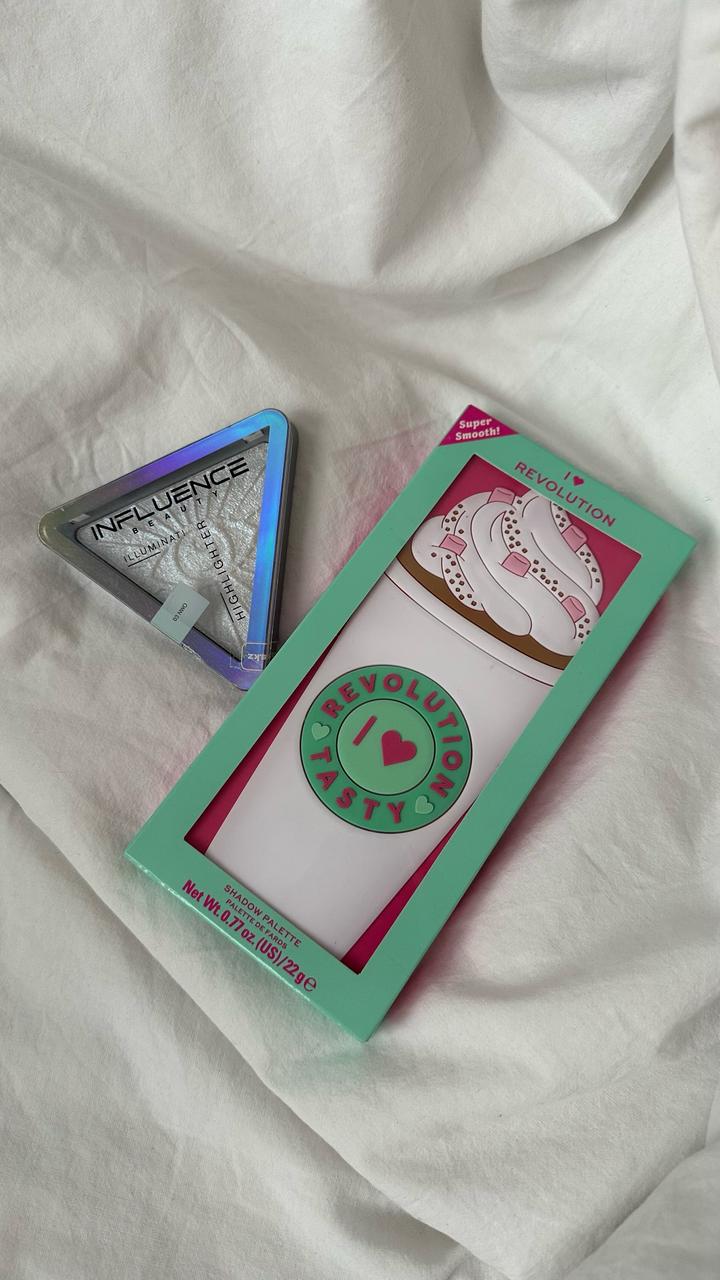 INFLUENCE
BEAUTY
ILLUMINATI
HIGHLIGHTER
Super
Smooth!
I ♥
REVOLUTION
REVOLUTION
I ♥
TASTY
SHADOW PALETTE
PALETTE DE FARDS
Net Wt. 0.77 oz. (US) / 22g ℮